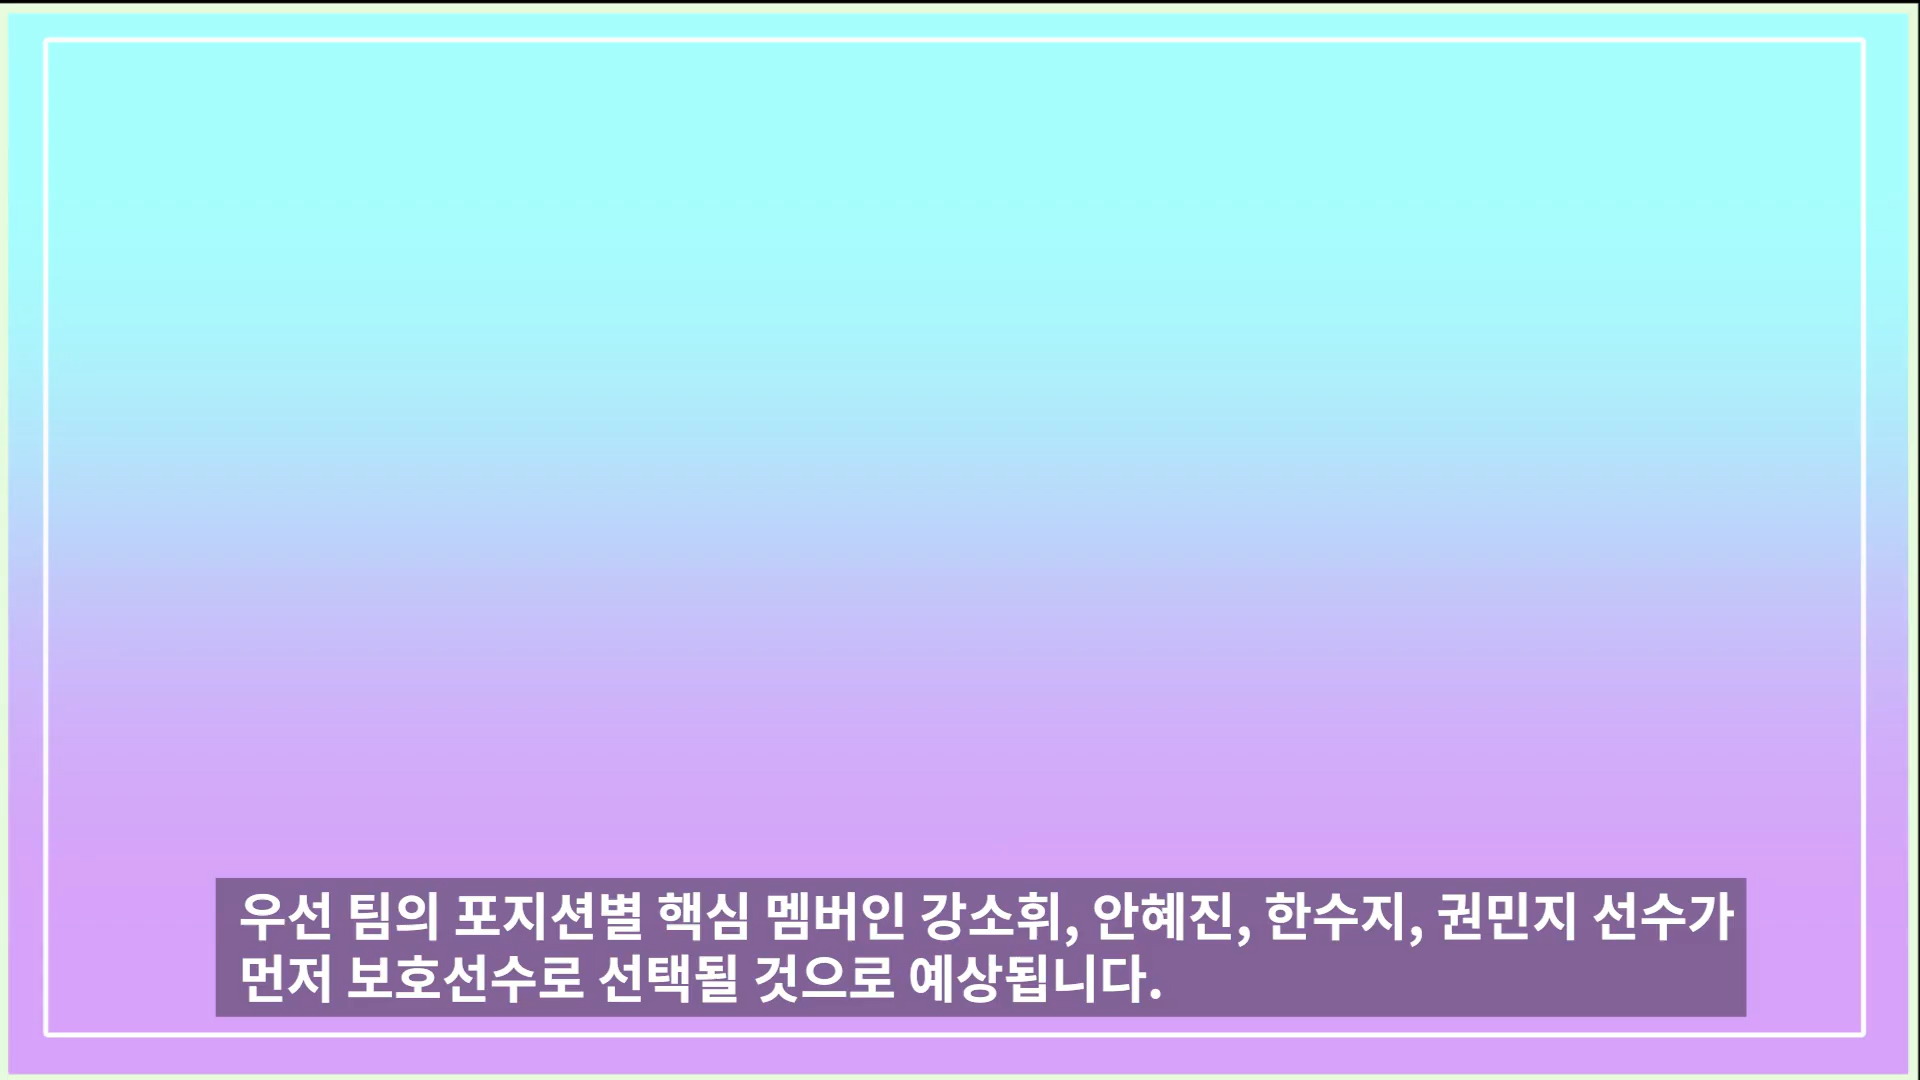 우선 팀의 포지션별 핵심 멤버인 강소휘, 안혜진, 한수지, 권민지 선수가
먼저 보호선수로 선택될 것으로 예상됩니다.